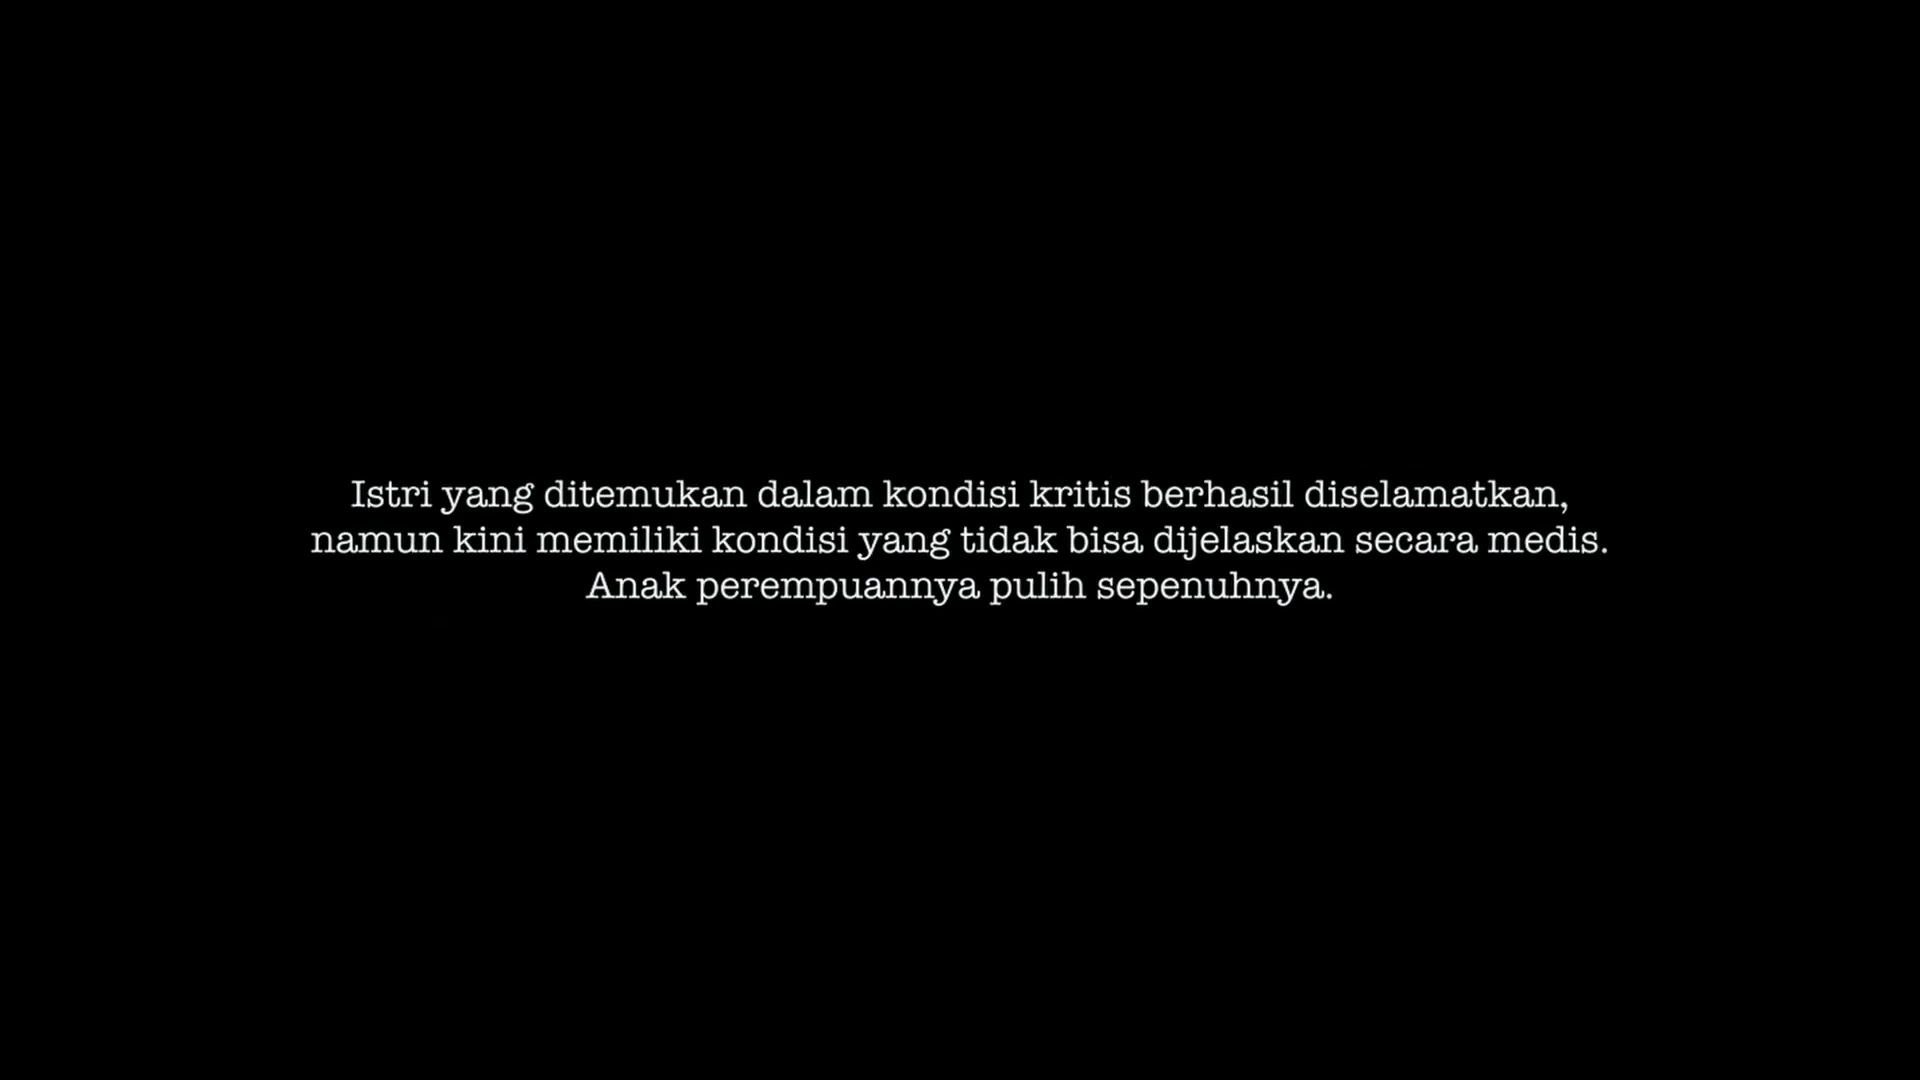 Istri yang ditemukan dalam kondisi kritis berhasil diselamatkan,
namun kini memiliki kondisi yang tidak bisa dijelaskan secara medis.
Anak perempuannya pulih sepenuhnya.